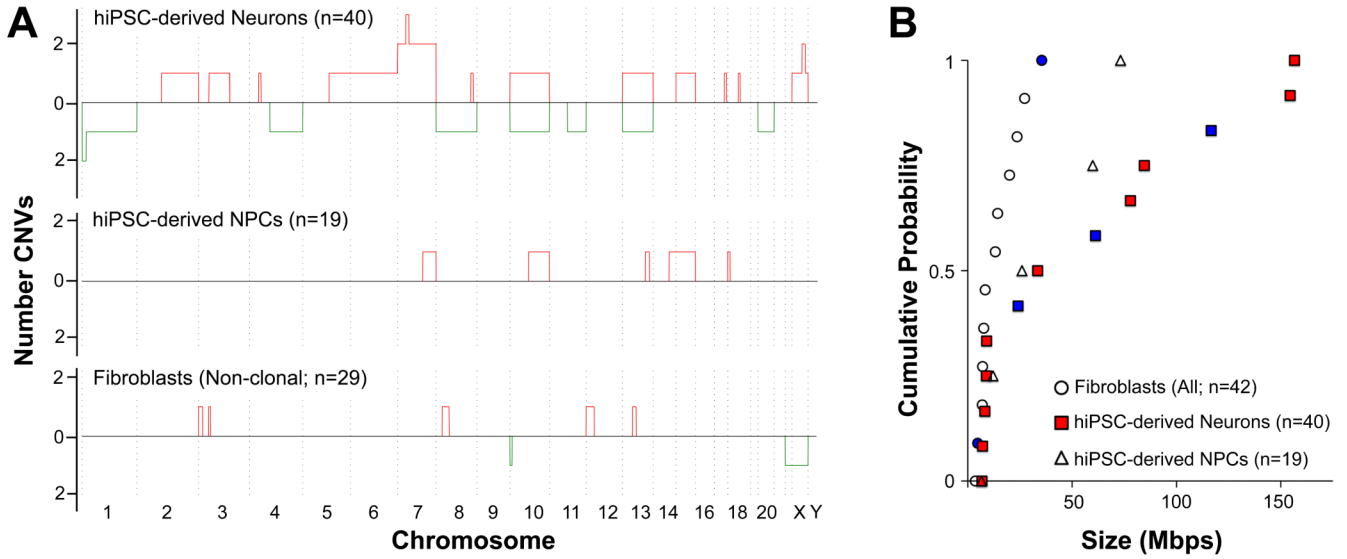 A
hiPSC-derived Neurons (n=40)
2
0
2
hiPSC-derived NPCs (n=19)
2
0
2
Fibroblasts (Non-clonal; n=29)
2
0
2
Number CNVs
1 2 3 4 5 6 7 8 9 10 11 12 13 14 16 18 20 X Y
Chromosome
B
1
0.5
0
Cumulative Probability
Fibroblasts (All; n=42)
hiPSC-derived Neurons (n=40)
hiPSC-derived NPCs (n=19)
50 100 150
Size (Mbps)